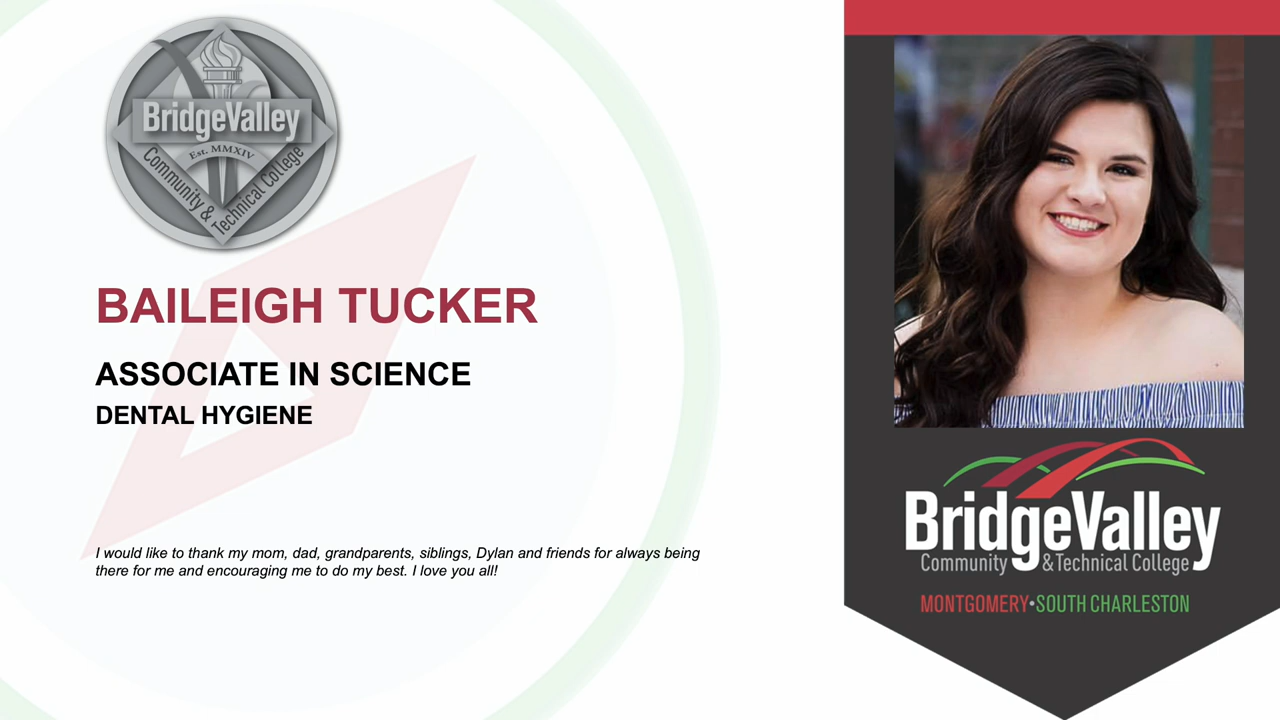 BridgeValley
Est. MMXIV
Community & Technical College
BAILEIGH TUCKER
ASSOCIATE IN SCIENCE
DENTAL HYGIENE
I would like to thank my mom, dad, grandparents, siblings, Dylan and friends for always being
there for me and encouraging me to do my best. I love you all!
BridgeValley
Community & Technical College
MONTGOMERY•SOUTH CHARLESTON